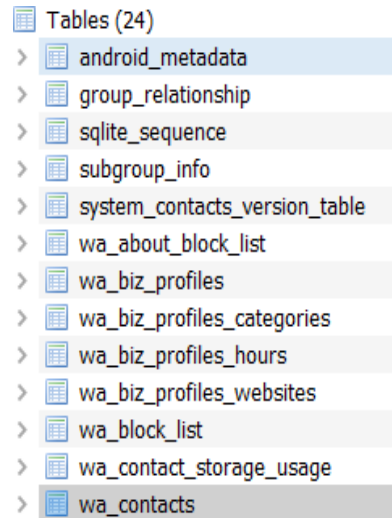 Tables (24)
android_metadata
group_relationship
sqlite_sequence
subgroup_info
system_contacts_version_table
wa_about_block_list
wa_biz_profiles
wa_biz_profiles_categories
wa_biz_profiles_hours
wa_biz_profiles_websites
wa_block_list
wa_contact_storage_usage
wa_contacts